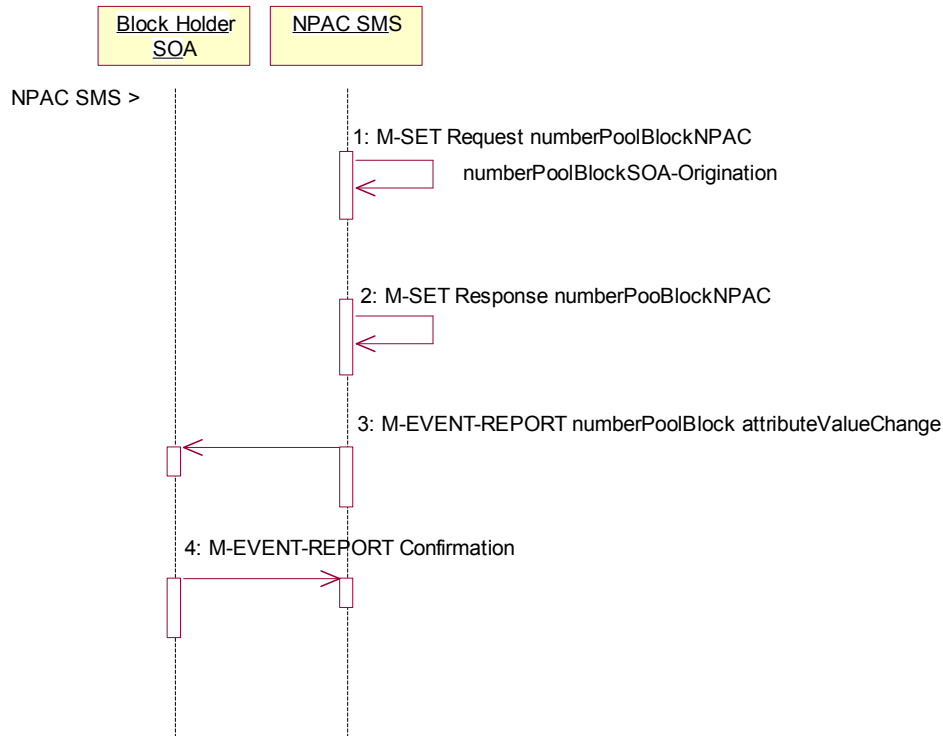 Block Holder
SOA
NPAC SMS
NPAC SMS >
1: M-SET Request numberPoolBlockNPAC
numberPoolBlockSOA-Origination
2: M-SET Response numberPooBlockNPAC
3: M-EVENT-REPORT numberPoolBlock attributeValueChange
4: M-EVENT-REPORT Confirmation